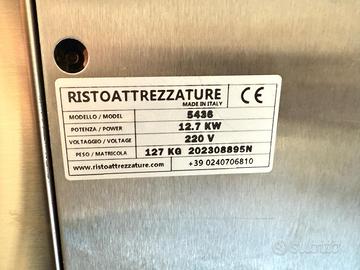 RISTOATTREZZATURE
MADE IN ITALY
CE
MODELLO / MODEL 5436
POTENZA / POWER 12.7 KW
VOLTAGGIO / VOLTAGE 220 V
PESO / MATRICOLA 127 KG 202308895N
www.ristoattrezzature.com +39 0240706810
subito